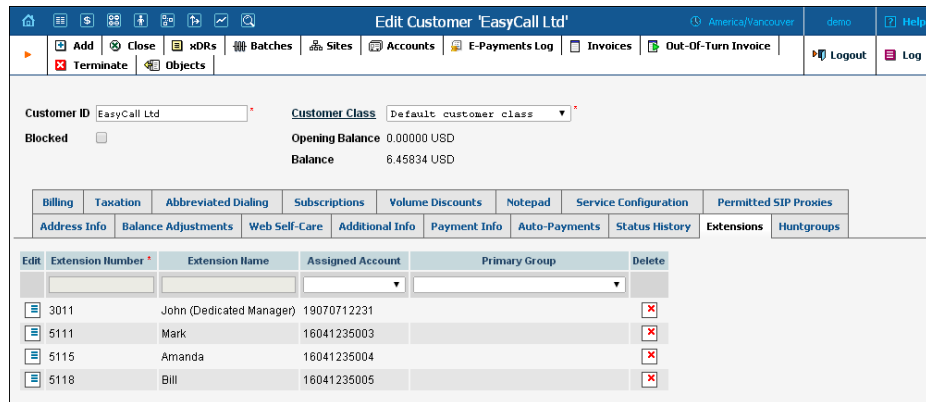 Edit Customer 'EasyCall Ltd' America/Vancouver demo Help
Add Close xDRs Batches Sites Accounts E-Payments Log Invoices Out-Of-Turn Invoice Logout Log
Terminate Objects
Customer ID EasyCall Ltd * Customer Class Default customer class *
Blocked Opening Balance 0.00000 USD
Balance 6.45834 USD
Billing Taxation Abbreviated Dialing Subscriptions Volume Discounts Notepad Service Configuration Permitted SIP Proxies
Address Info Balance Adjustments Web Self-Care Additional Info Payment Info Auto-Payments Status History Extensions Huntgroups
Edit Extension Number * Extension Name Assigned Account Primary Group Delete
3011 John (Dedicated Manager) 19070712231
5111 Mark 16041235003
5115 Amanda 16041235004
5118 Bill 16041235005